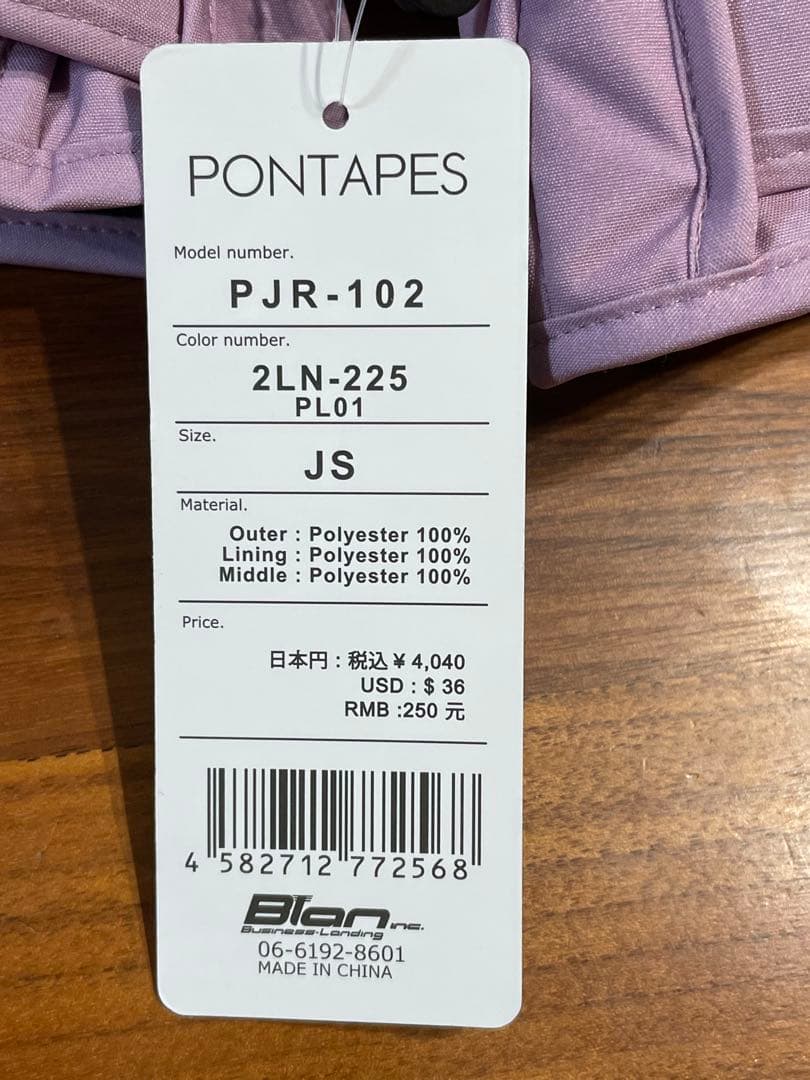 PONTAPES
Model number.
PJR-102
Color number.
2LN-225
PL01
Size.
JS
Material.
Outer : Polyester 100%
Lining : Polyester 100%
Middle : Polyester 100%
Price.
日本円 : 税込 ¥ 4,040
USD : $ 36
RMB :250 元
4 582712 772568
BLan inc.
Business-Landing
06-6192-8601
MADE IN CHINA